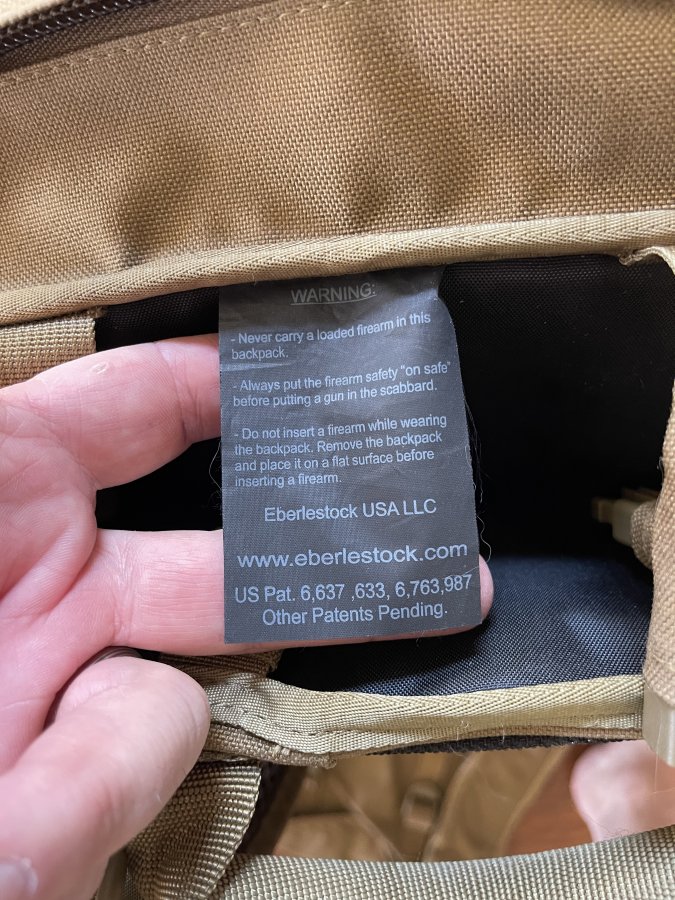 WARNING:
- Never carry a loaded firearm in this
backpack.
- Always put the firearm safety "on safe"
before putting a gun in the scabbard.
- Do not insert a firearm while wearing
the backpack. Remove the backpack
and place it on a flat surface before
inserting a firearm.
Eberlestock USA LLC
www.eberlestock.com
US Pat. 6,637 ,633, 6,763,987
Other Patents Pending.